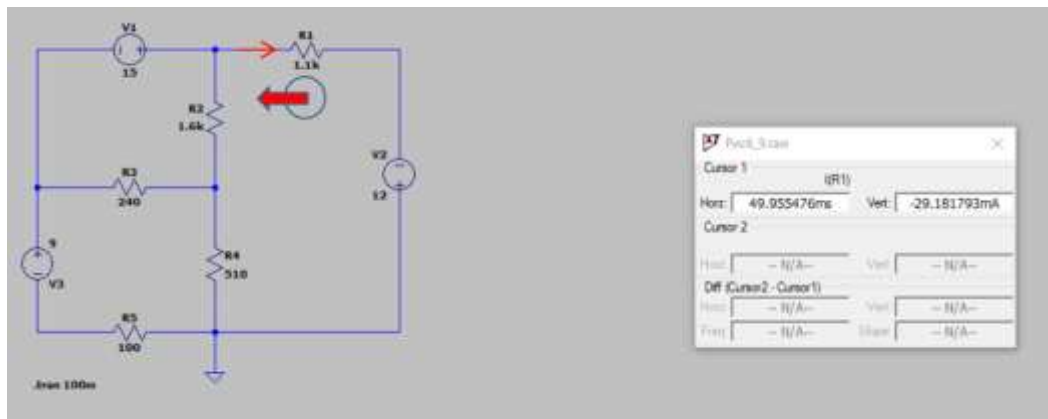 V1
15
R1
1.1k
R2
1.6k
V2
12
R3
240
9
V3
R4
510
R5
100
.tran 100m
Cursor 1
I(R1)
Horz: 49.955476ms Vert: -29.181793mA
Cursor 2
Horz: -- N/A-- Vert: -- N/A--
Diff (Cursor2 - Cursor1)
Horz: -- N/A-- Vert: -- N/A--
Freq: -- N/A-- Slope: -- N/A--